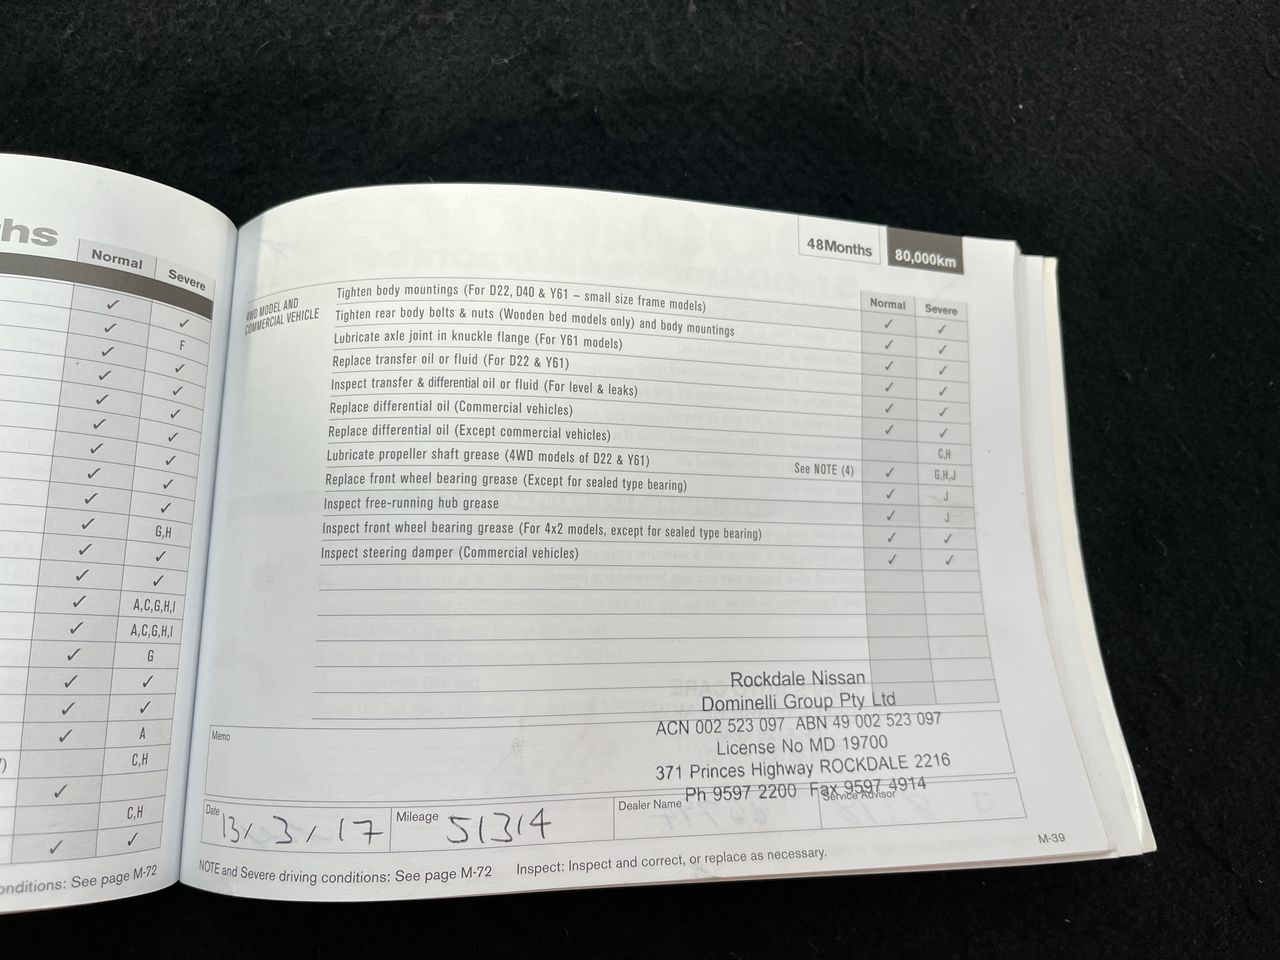 ths
Normal Severe
✓ ✓
✓ F
✓ ✓
✓ ✓
✓ ✓
✓ ✓
✓ ✓
✓ ✓
✓ ✓
✓ G,H
✓ ✓
✓ ✓
✓ A,C,G,H,I
✓ A,C,G,H,I
✓ G
✓ ✓
✓ ✓
✓ A
) C,H
✓
C,H
✓ ✓
onditions: See page M-72
48Months 80,000km
Normal Severe
4WD MODEL AND
COMMERCIAL VEHICLE
Tighten body mountings (For D22, D40 & Y61 – small size frame models) ✓ ✓
Tighten rear body bolts & nuts (Wooden bed models only) and body mountings ✓ ✓
Lubricate axle joint in knuckle flange (For Y61 models) ✓ ✓
Replace transfer oil or fluid (For D22 & Y61) ✓ ✓
Inspect transfer & differential oil or fluid (For level & leaks) ✓ ✓
Replace differential oil (Commercial vehicles) ✓ ✓
Replace differential oil (Except commercial vehicles) C,H
Lubricate propeller shaft grease (4WD models of D22 & Y61) See NOTE (4) ✓ G,H,J
Replace front wheel bearing grease (Except for sealed type bearing) ✓ J
Inspect free-running hub grease ✓ J
Inspect front wheel bearing grease (For 4x2 models, except for sealed type bearing) ✓ ✓
Inspect steering damper (Commercial vehicles) ✓ ✓
Rockdale Nissan
Dominelli Group Pty Ltd
ACN 002 523 097 ABN 49 002 523 097
License No MD 19700
371 Princes Highway ROCKDALE 2216
Ph 9597 2200 Fax 9597 4914
Memo
Date 13/3/17 Mileage 51314 Dealer Name Service Advisor
NOTE and Severe driving conditions: See page M-72 Inspect: Inspect and correct, or replace as necessary.
M-39